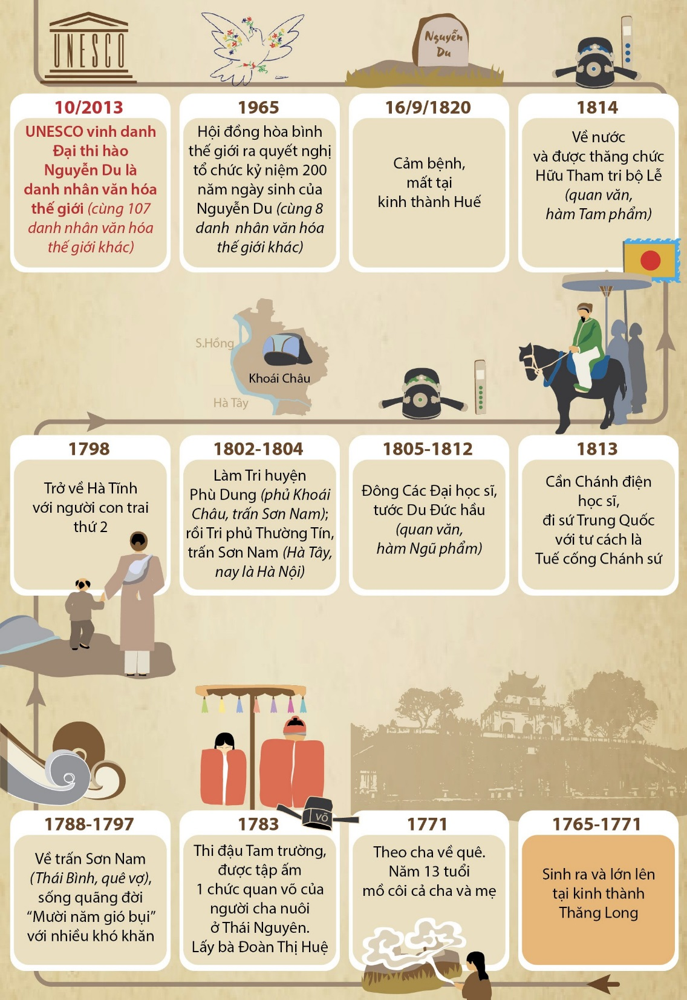 UNESCO
Nguyễn
Du
10/2013
UNESCO vinh danh
Đại thi hào
Nguyễn Du là
danh nhân văn hóa
thế giới (cùng 107
danh nhân văn hóa
thế giới khác)
1965
Hội đồng hòa bình
thế giới ra quyết nghị
tổ chức kỷ niệm 200
năm ngày sinh của
Nguyễn Du (cùng 8
danh nhân văn hóa
thế giới khác)
16/9/1820
Cảm bệnh,
mất tại
kinh thành Huế
1814
Về nước
và được thăng chức
Hữu Tham tri bộ Lễ
(quan văn,
hàm Tam phẩm)
S.Hồng
Khoái Châu
Hà Tây
1798
Trở về Hà Tĩnh
với người con trai
thứ 2
1802-1804
Làm Tri huyện
Phù Dung (phủ Khoái
Châu, trấn Sơn Nam);
rồi Tri phủ Thường Tín,
trấn Sơn Nam (Hà Tây,
nay là Hà Nội)
1805-1812
Đông Các Đại học sĩ,
tước Du Đức hầu
(quan văn,
hàm Ngũ phẩm)
1813
Cần Chánh điện
học sĩ,
đi sứ Trung Quốc
với tư cách là
Tuế cống Chánh sứ
1788-1797
Về trấn Sơn Nam
(Thái Bình, quê vợ),
sống quãng đời
“Mười năm gió bụi”
với nhiều khó khăn
VÕ
1783
Thi đậu Tam trường,
được tập ấm
1 chức quan võ của
người cha nuôi
ở Thái Nguyên.
Lấy bà Đoàn Thị Huệ
1771
Theo cha về quê.
Năm 13 tuổi
mồ côi cả cha và mẹ
1765-1771
Sinh ra và lớn lên
tại kinh thành
Thăng Long